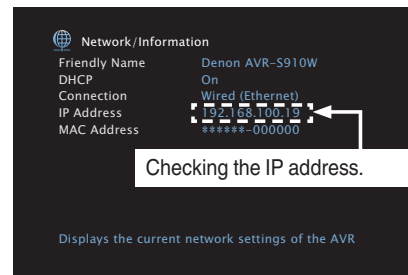 Network/Information
Friendly Name Denon AVR-S910W
DHCP On
Connection Wired (Ethernet)
IP Address 192.168.100.19
MAC Address ******-000000
Checking the IP address.
Displays the current network settings of the AVR